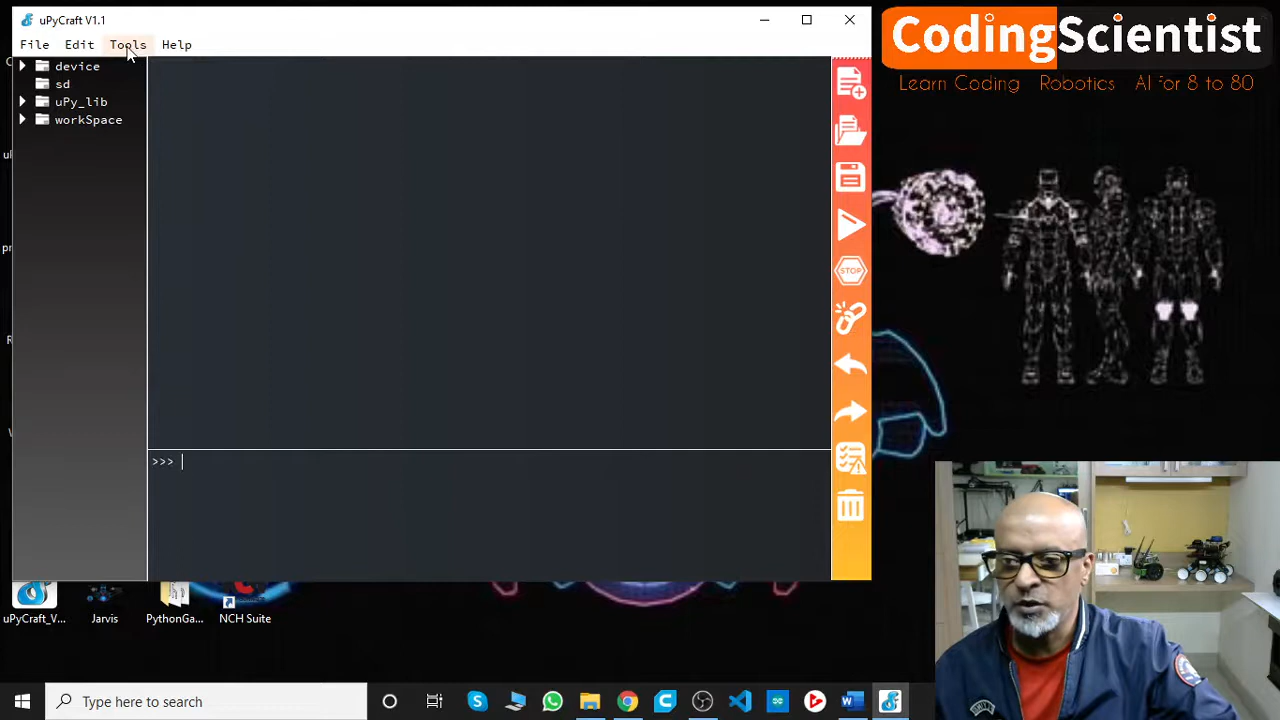 uPyCraft V1.1
File Edit Tools Help
device
sd
uPy_lib
workSpace
>>>
STOP
CodingScientist
Learn Coding Robotics AI for 8 to 80
uPyCraft_V...
Jarvis
PythonGa...
NCH Suite
Type here to search